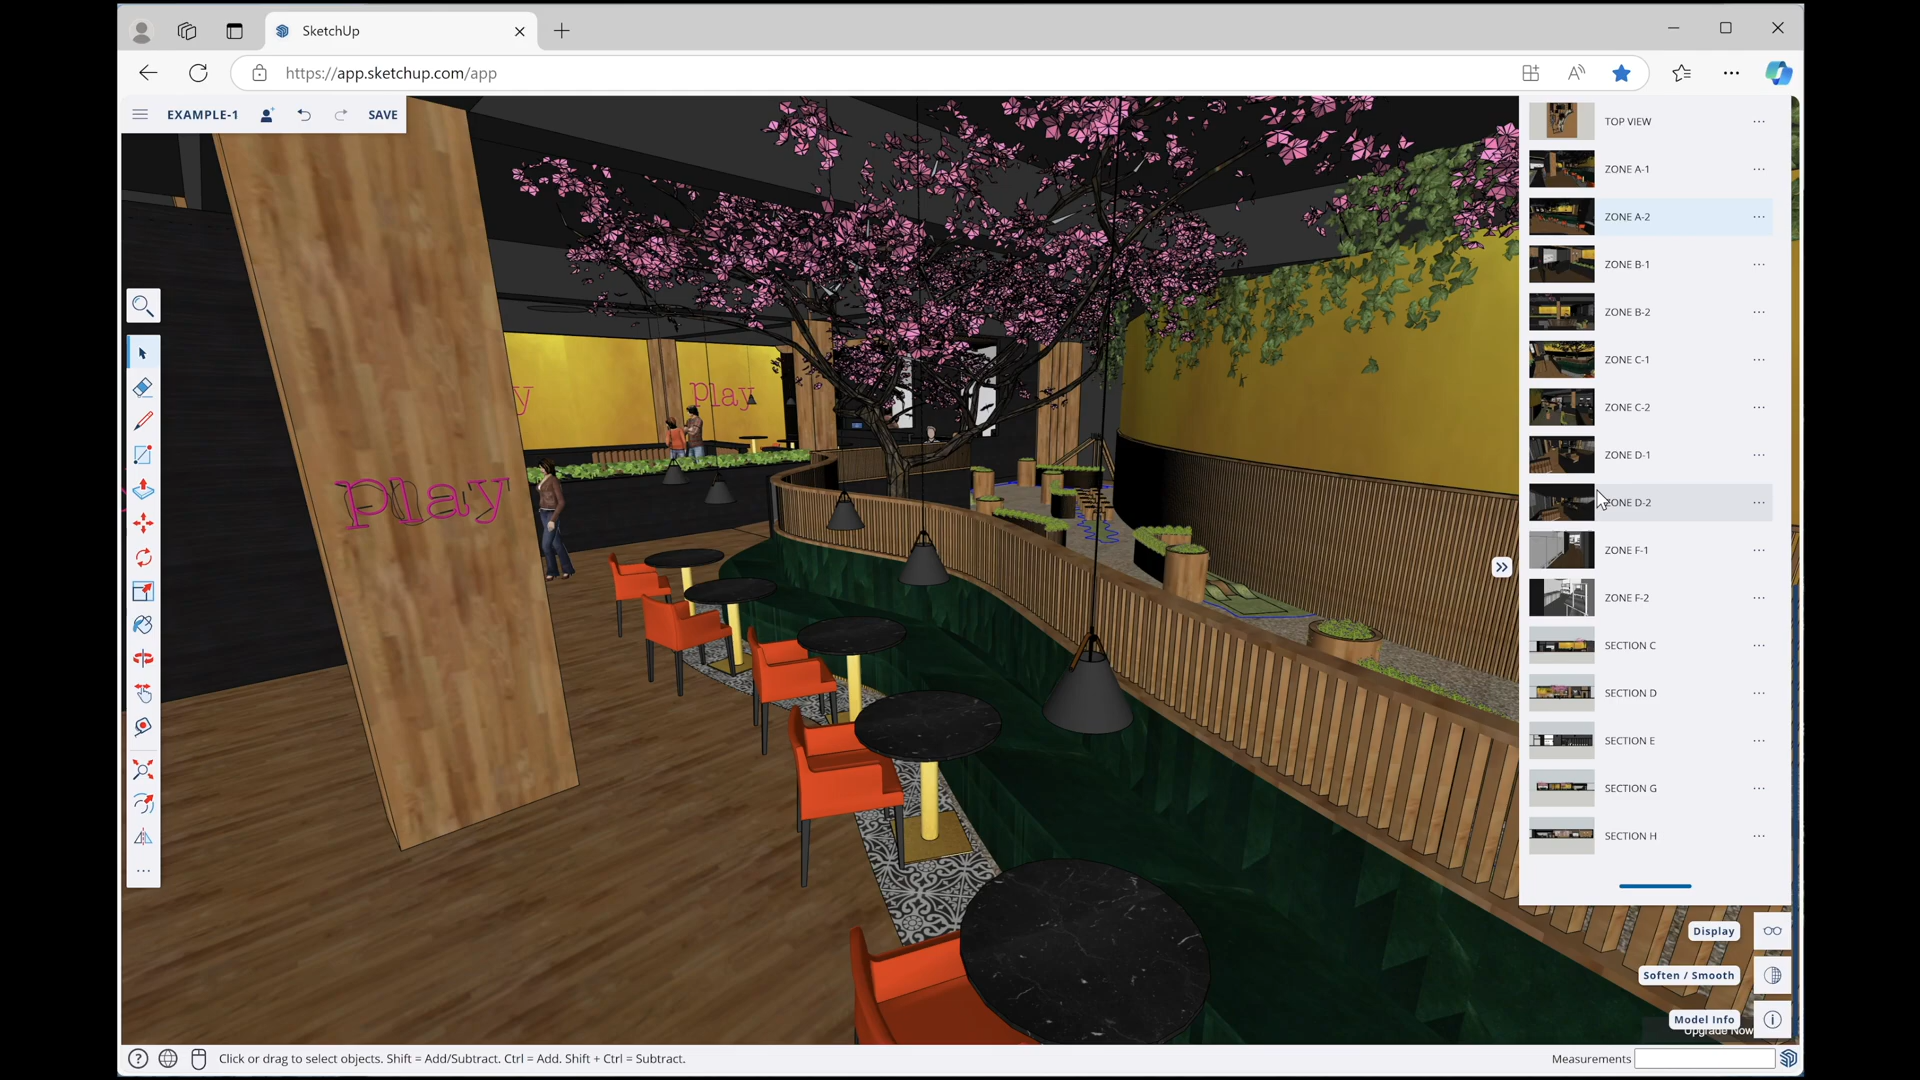 SketchUp
https://app.sketchup.com/app
EXAMPLE-1
SAVE
TOP VIEW
ZONE A-1
ZONE A-2
ZONE B-1
ZONE B-2
ZONE C-1
ZONE C-2
ZONE D-1
ZONE D-2
ZONE F-1
ZONE F-2
SECTION C
SECTION D
SECTION E
SECTION G
SECTION H
y
play
play
Display
Soften / Smooth
Model Info
Upgrade Now
Click or drag to select objects. Shift = Add/Subtract. Ctrl = Add. Shift + Ctrl = Subtract.
Measurements